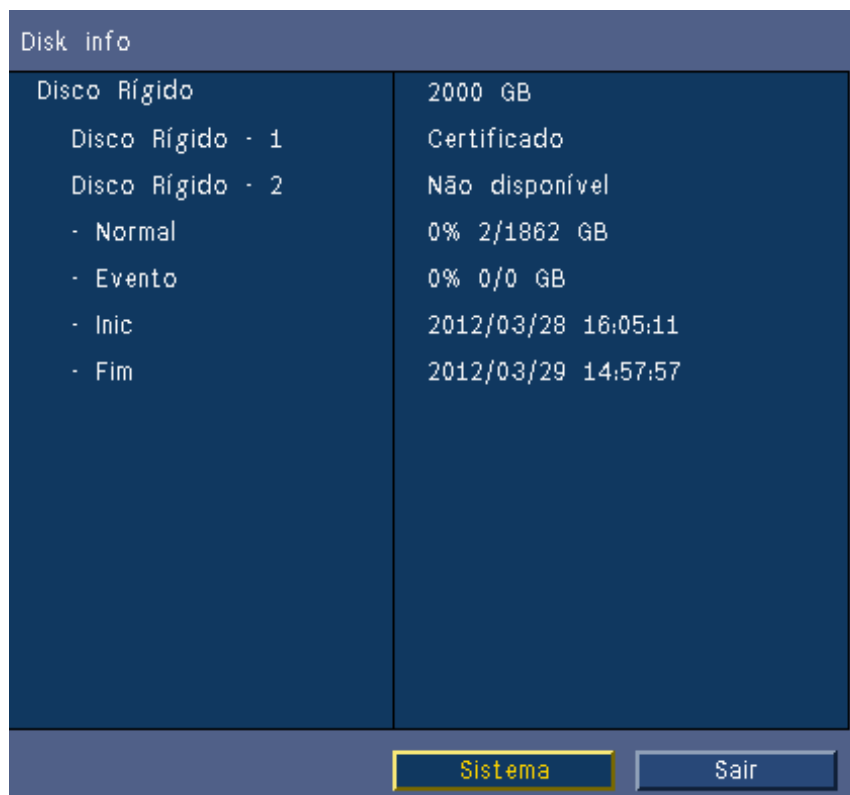 Disk info
Disco Rígido 2000 GB
Disco Rígido - 1 Certificado
Disco Rígido - 2 Não disponível
- Normal 0% 2/1862 GB
- Evento 0% 0/0 GB
- Inic 2012/03/28 16:05:11
- Fim 2012/03/29 14:57:57
Sistema Sair